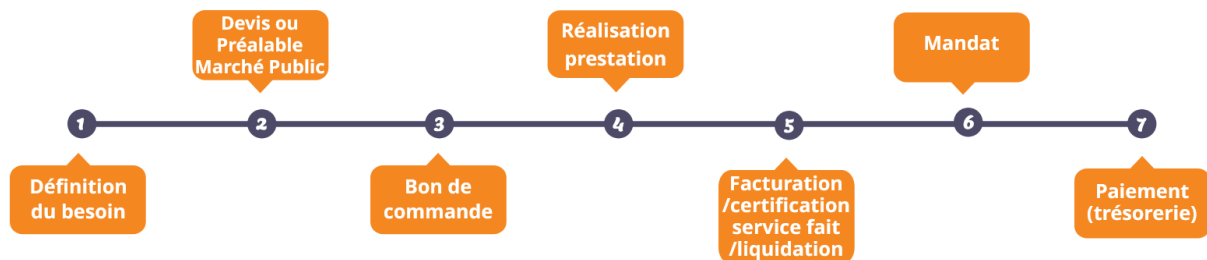 1
Définition
du besoin
2
Devis ou
Préalable
Marché Public
3
Bon de
commande
4
Réalisation
prestation
5
Facturation
/certification
service fait
/liquidation
6
Mandat
7
Paiement
(trésorerie)